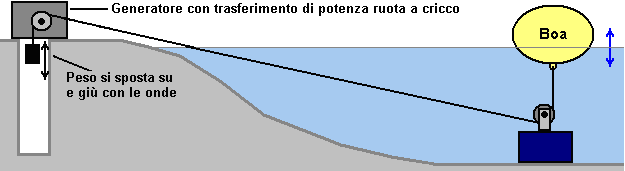 Generatore con trasferimento di potenza ruota a cricco
Boa
Peso si sposta su
e giù con le onde